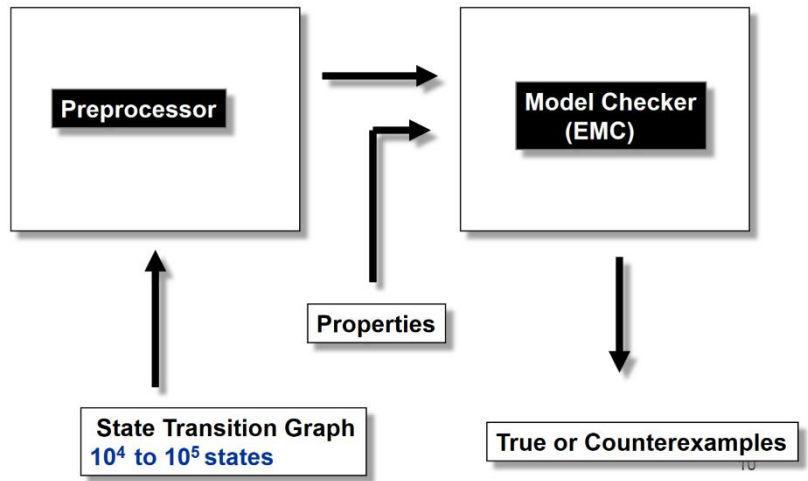 Preprocessor
Model Checker
(EMC)
Properties
State Transition Graph
10⁴ to 10⁵ states
True or Counterexamples